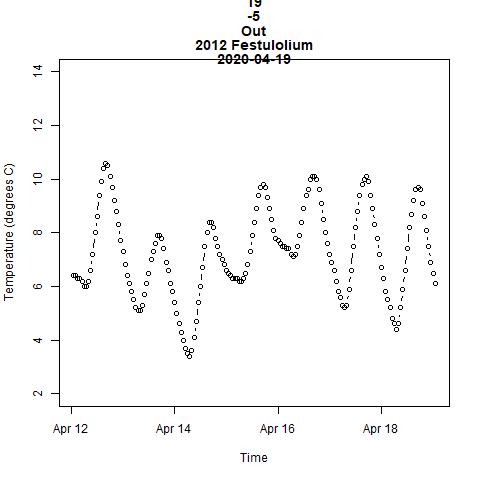 19
-5
Out
2012 Festulolium
2020-04-19
14
12
10
8
6
4
2
Temperature (degrees C)
Apr 12
Apr 14
Apr 16
Apr 18
Time